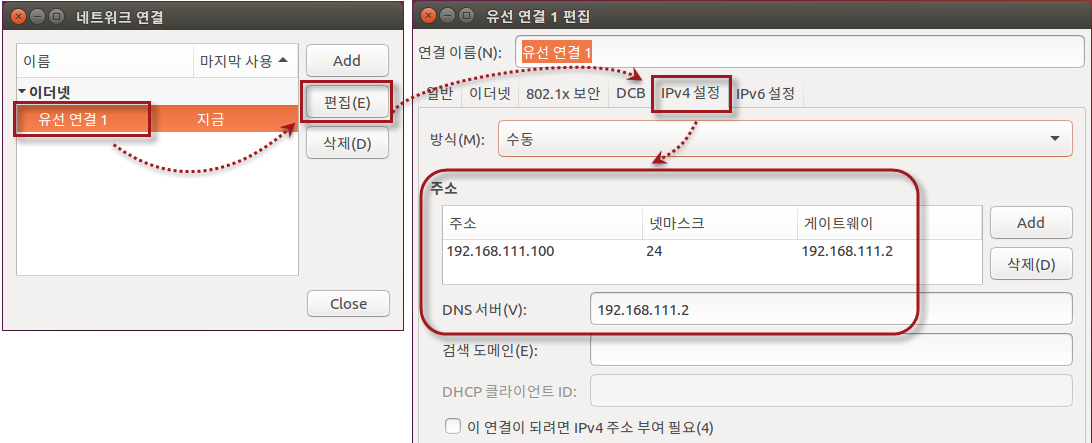 네트워크 연결
이름 마지막 사용
이더넷
유선 연결 1 지금
Add
편집(E)
삭제(D)
Close
유선 연결 1 편집
연결 이름(N): 유선 연결 1
일반 이더넷 802.1x 보안 DCB IPv4 설정 IPv6 설정
방식(M): 수동
주소
주소 넷마스크 게이트웨이
192.168.111.100 24 192.168.111.2
Add
삭제(D)
DNS 서버(V): 192.168.111.2
검색 도메인(E):
DHCP 클라이언트 ID:
이 연결이 되려면 IPv4 주소 부여 필요(4)